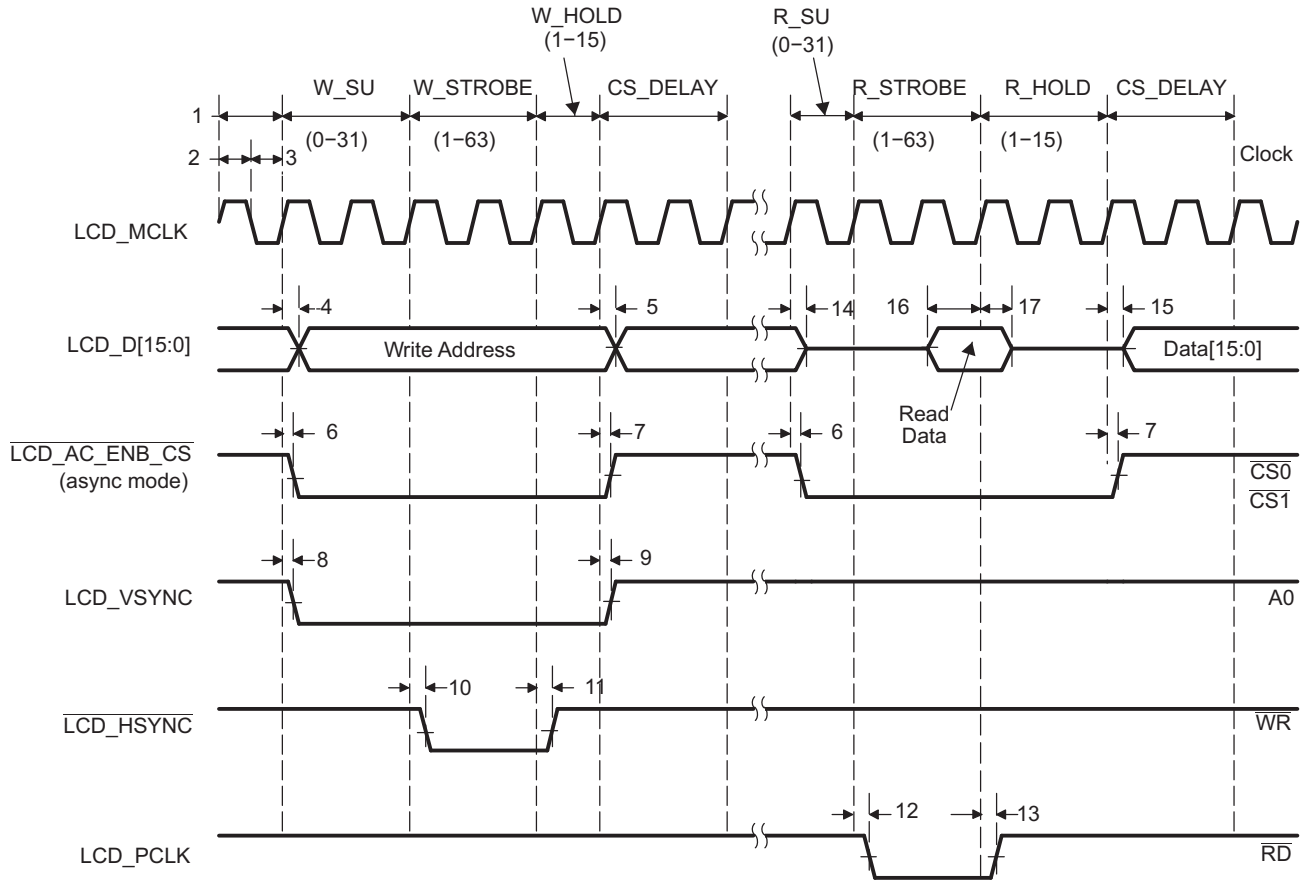 W_HOLD
(1−15)
R_SU
(0−31)
W_SU
W_STROBE
CS_DELAY
R_STROBE
R_HOLD
CS_DELAY
1
(0−31)
(1−63)
(1−63)
(1−15)
2
3
Clock
LCD_MCLK
4
5
14
16
17
15
LCD_D[15:0]
Write Address
Data[15:0]
Read
Data
6
7
6
7
LCD_AC_ENB_CS
(async mode)
CS0
CS1
8
9
LCD_VSYNC
A0
10
11
LCD_HSYNC
WR
12
13
LCD_PCLK
RD